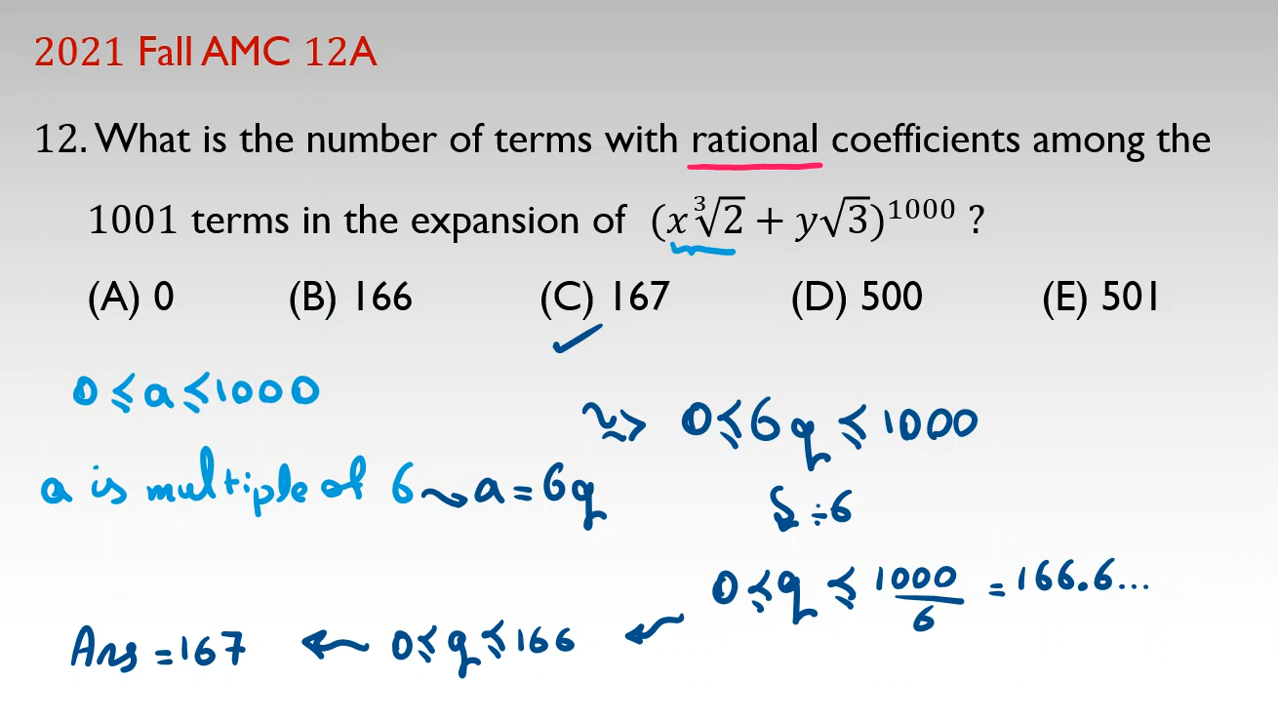 2021 Fall AMC 12A
12. What is the number of terms with rational coefficients among the
1001 terms in the expansion of (x∛2 + y√3)^1000 ?
(A) 0 (B) 166 (C) 167 (D) 500 (E) 501
0 ≤ a ≤ 1000
a is multiple of 6 ⇝ a = 6q
⇝ 0 ≤ 6q ≤ 1000
÷6
0 ≤ q ≤ 1000/6 = 166.6...
Ans = 167 ← 0 ≤ q ≤ 166 ←